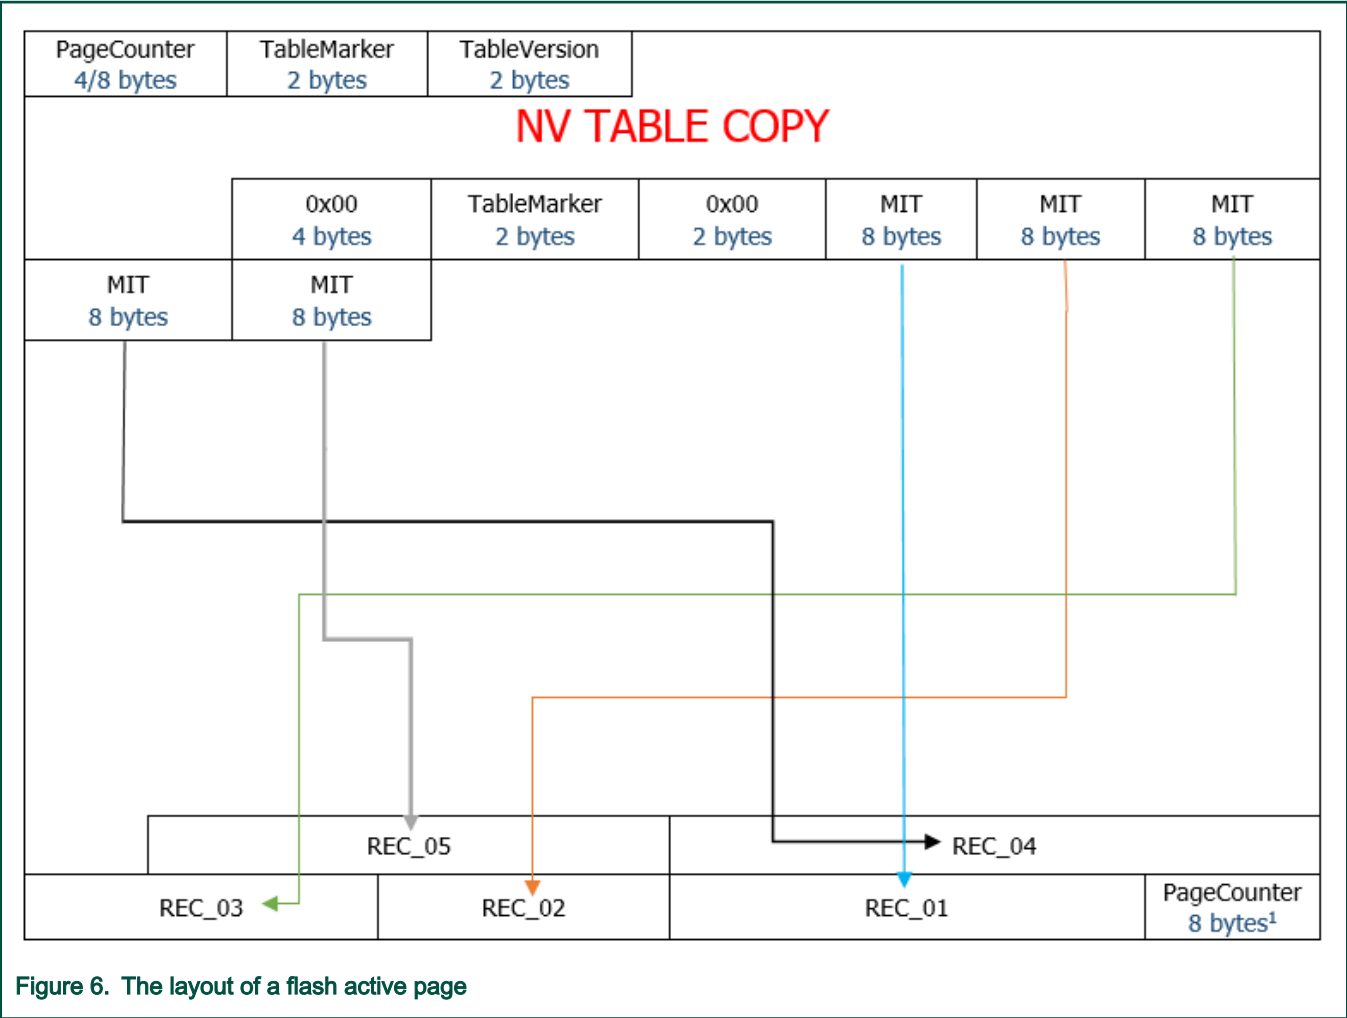 PageCounter
4/8 bytes
TableMarker
2 bytes
TableVersion
2 bytes
NV TABLE COPY
0x00
4 bytes
TableMarker
2 bytes
0x00
2 bytes
MIT
8 bytes
MIT
8 bytes
MIT
8 bytes
MIT
8 bytes
MIT
8 bytes
REC_05
REC_04
REC_03
REC_02
REC_01
PageCounter
8 bytes¹
Figure 6. The layout of a flash active page